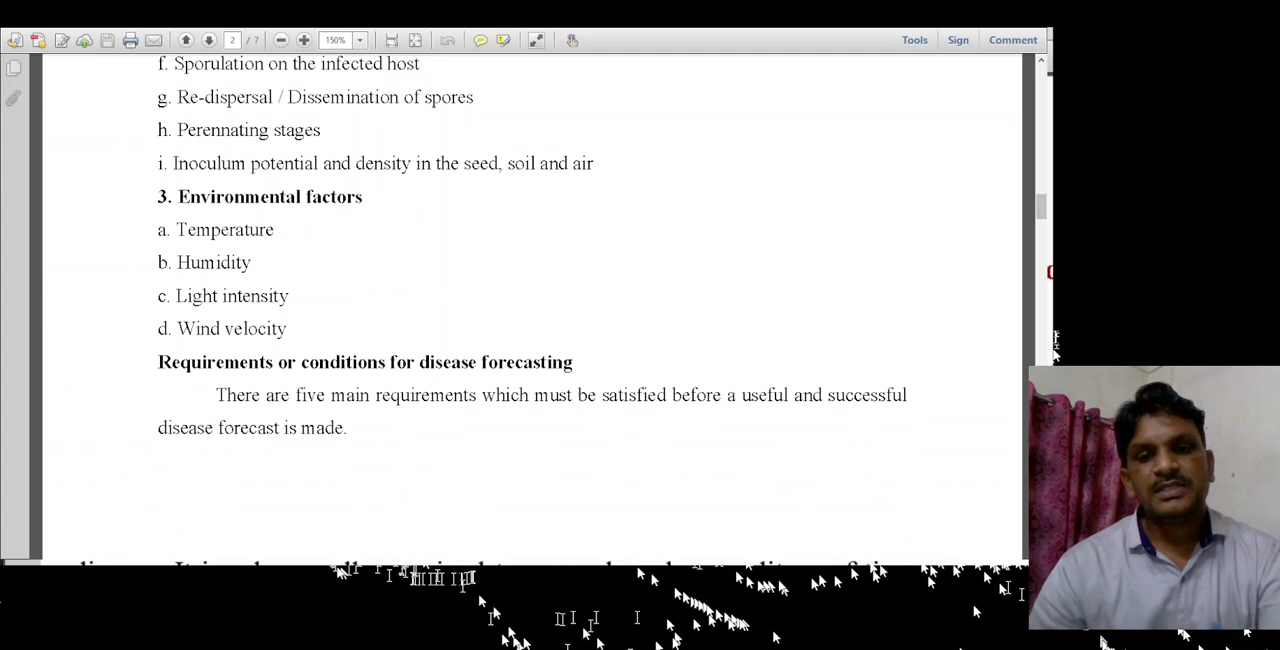 2 / 7
150%
Tools
Sign
Comment
f. Sporulation on the infected host
g. Re-dispersal / Dissemination of spores
h. Perennating stages
i. Inoculum potential and density in the seed, soil and air
3. Environmental factors
a. Temperature
b. Humidity
c. Light intensity
d. Wind velocity
Requirements or conditions for disease forecasting
There are five main requirements which must be satisfied before a useful and successful
disease forecast is made.